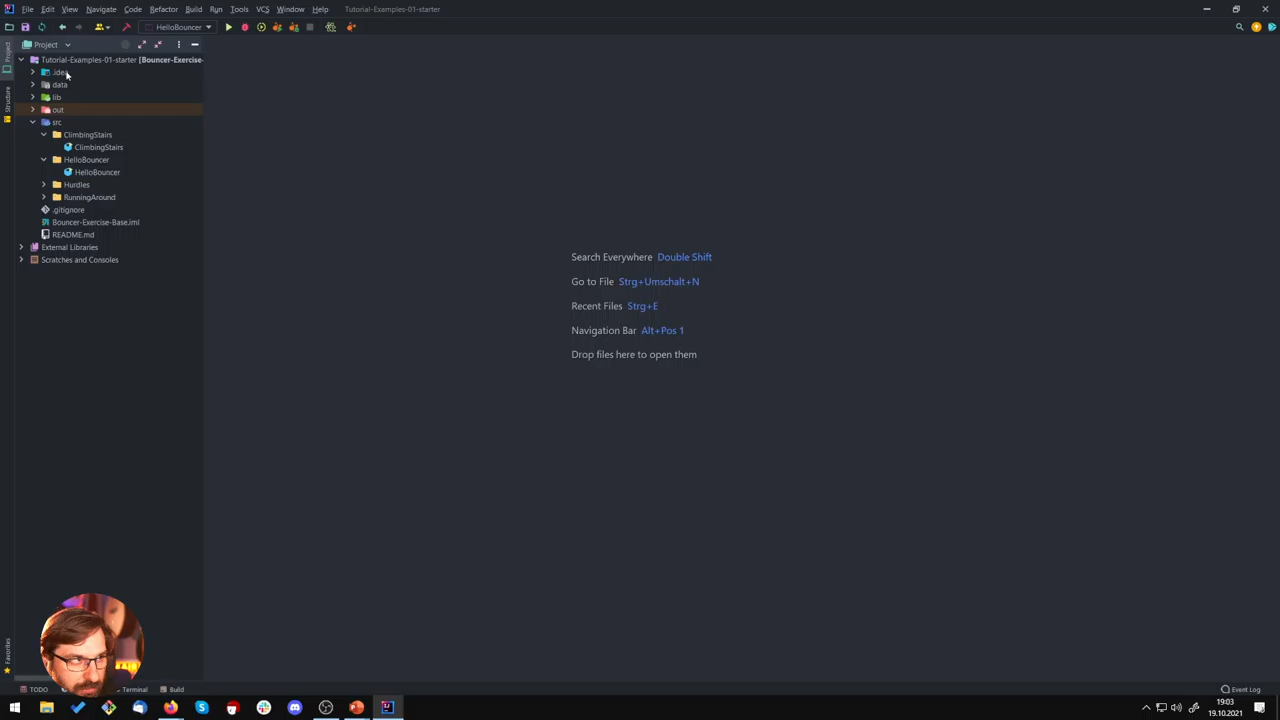 File Edit View Navigate Code Refactor Build Run Tools VCS Window Help Tutorial-Examples-01-starter
HelloBouncer
Project
Project
Tutorial-Examples-01-starter [Bouncer-Exercise-
.idea
data
lib
out
src
ClimbingStairs
ClimbingStairs
HelloBouncer
HelloBouncer
Hurdles
RunningAround
.gitignore
Bouncer-Exercise-Base.iml
README.md
External Libraries
Scratches and Consoles
Structure
Favorites
Search Everywhere Double Shift
Go to File Strg+Umschalt+N
Recent Files Strg+E
Navigation Bar Alt+Pos 1
Drop files here to open them
TODO Terminal Build Event Log
19:03
19.10.2021